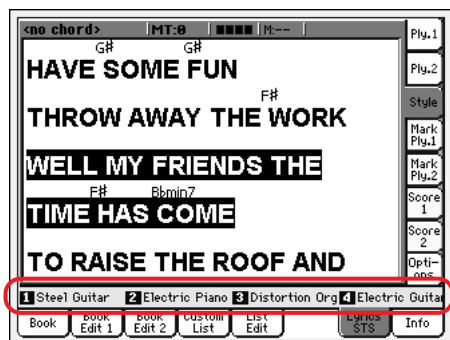 <no chord> MT:0 M:--
G# G#
HAVE SOME FUN
F#
THROW AWAY THE WORK
WELL MY FRIENDS THE
F# Bbmin7
TIME HAS COME
TO RAISE THE ROOF AND
1 Steel Guitar 2 Electric Piano 3 Distortion Org 4 Electric Guitar
Book Book Edit 1 Book Edit 2 Custom List List Edit Lyrics STS Info
Ply.1
Ply.2
Style
Mark Ply.1
Mark Ply.2
Score 1
Score 2
Opti-ons